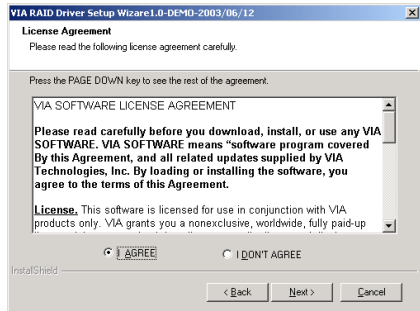 VIA RAID Driver Setup Wizare1.0-DEMO-2003/06/12
License Agreement
Please read the following license agreement carefully.
Press the PAGE DOWN key to see the rest of the agreement.
VIA SOFTWARE LICENSE AGREEMENT
Please read carefully before you download, install, or use any VIA
SOFTWARE. VIA SOFTWARE means "software program covered
By this Agreement, and all related updates supplied by VIA
Technologies, Inc. By loading or installing the software, you
agree to the terms of this Agreement.
License. This software is licensed for use in conjunction with VIA
products only. VIA grants you a nonexclusive, worldwide, fully paid-up
I AGREE
I DON'T AGREE
InstallShield
< Back
Next >
Cancel